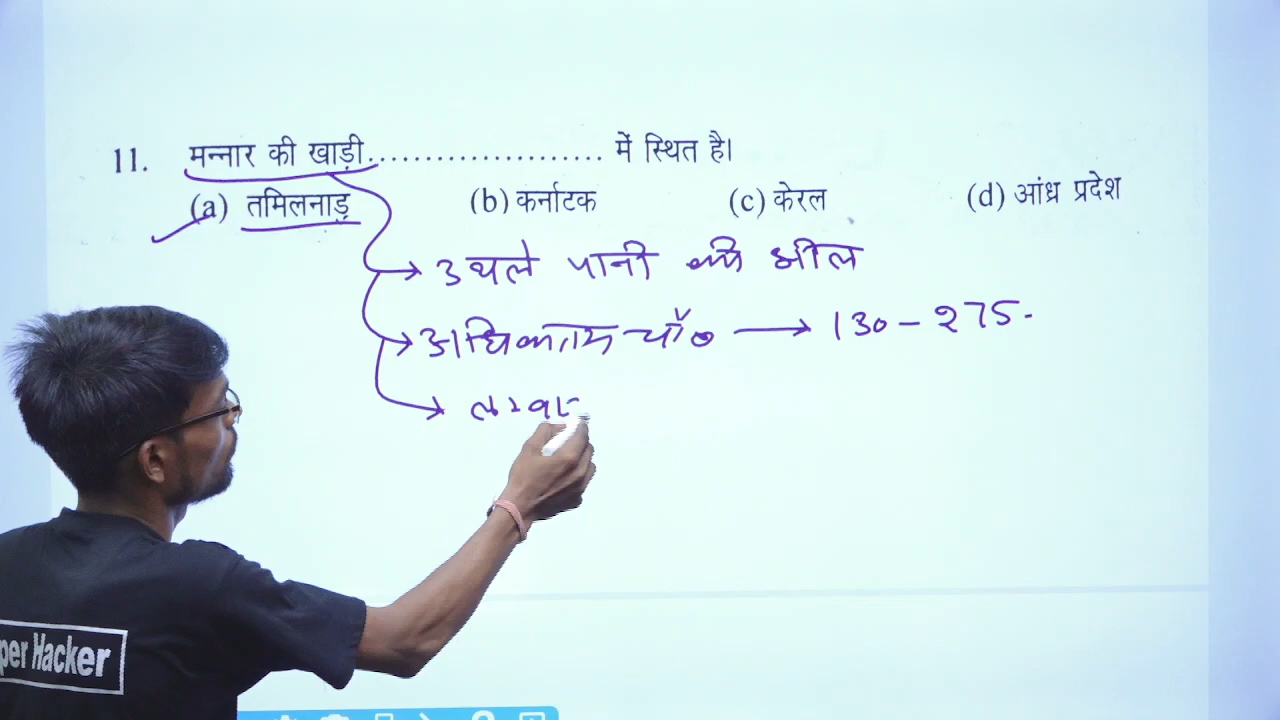 11. मन्नार की खाड़ी...................... में स्थित है।
(a) तमिलनाडु (b) कर्नाटक (c) केरल (d) आंध्र प्रदेश
उथले पानी की झील
अधिकतम चौ० → 130 – 275.
per Hacker